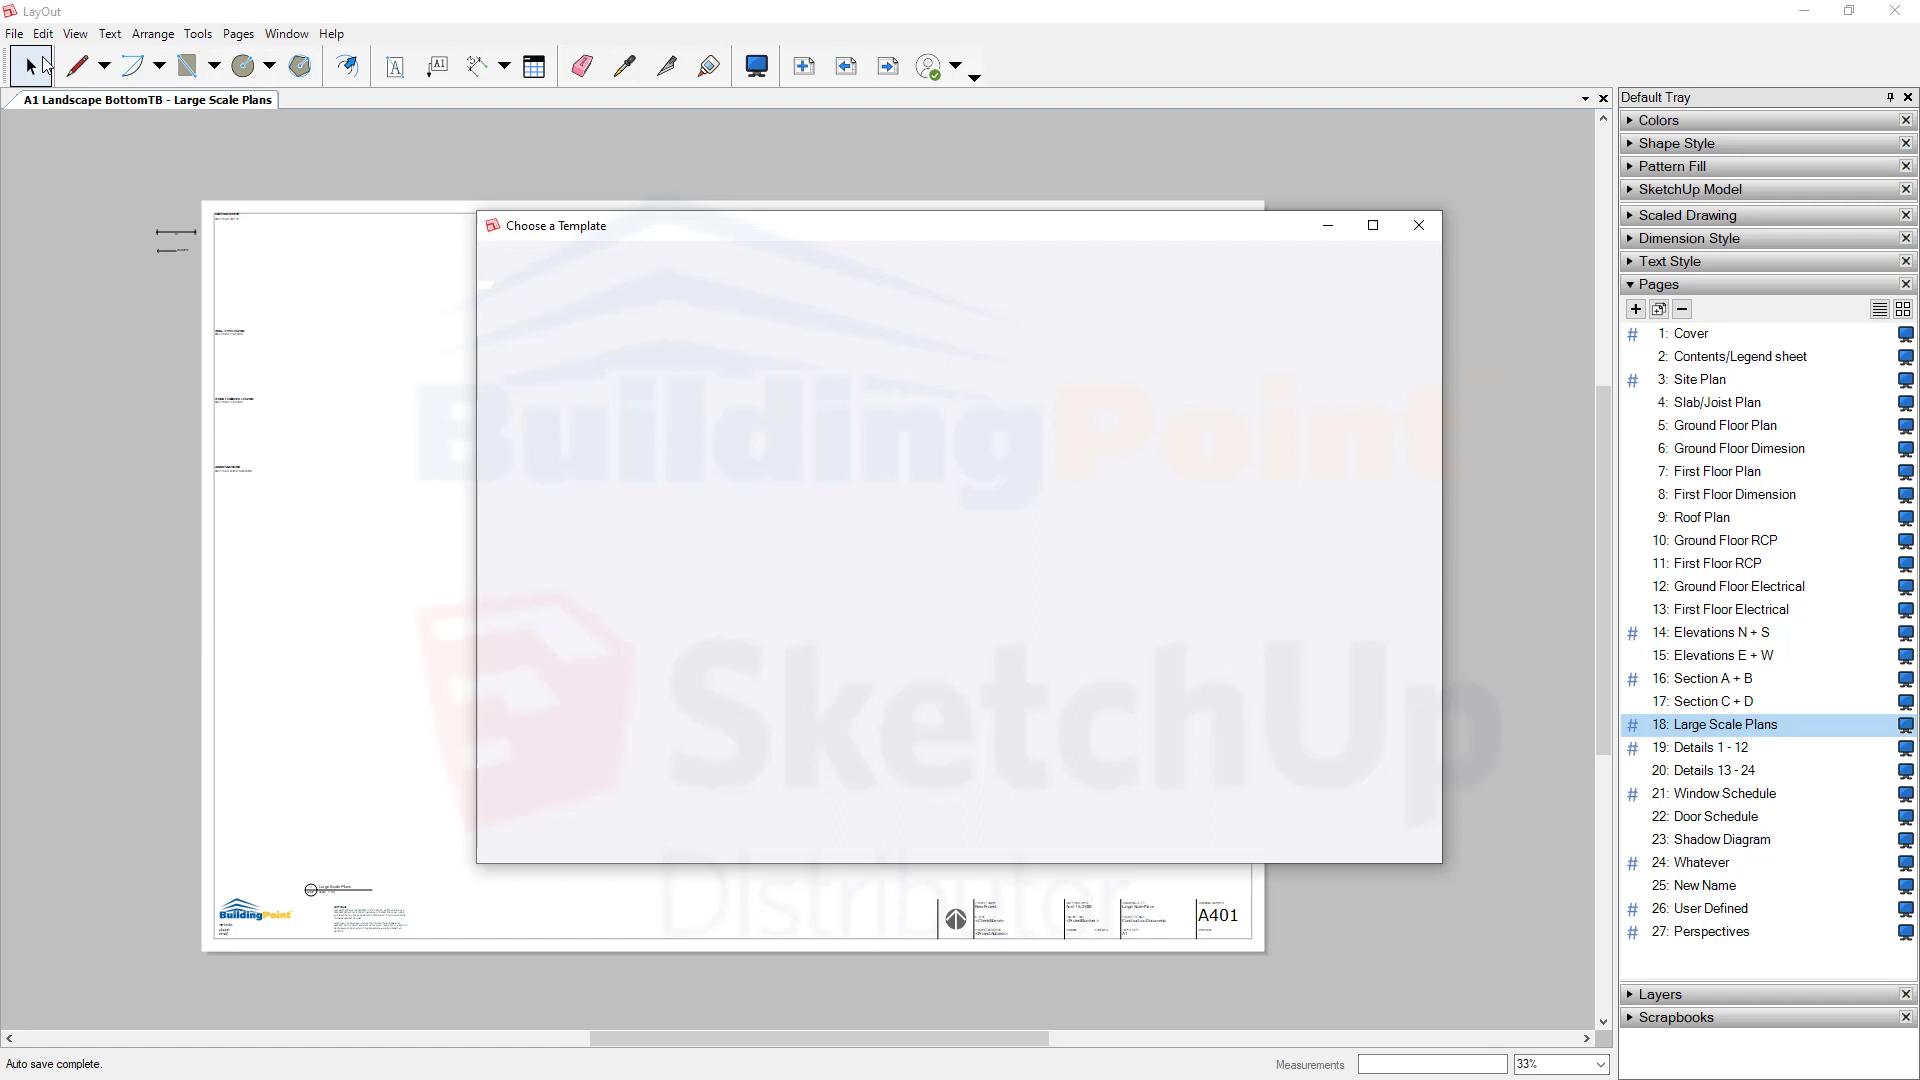 LayOut
File Edit View Text Arrange Tools Pages Window Help
A1
A1 Landscape BottomTB - Large Scale Plans
Default Tray
Colors
Shape Style
Pattern Fill
SketchUp Model
Scaled Drawing
Dimension Style
Text Style
Pages
# 1: Cover
2: Contents/Legend sheet
# 3: Site Plan
4: Slab/Joist Plan
5: Ground Floor Plan
6: Ground Floor Dimesion
7: First Floor Plan
8: First Floor Dimension
9: Roof Plan
10: Ground Floor RCP
11: First Floor RCP
12: Ground Floor Electrical
13: First Floor Electrical
# 14: Elevations N + S
15: Elevations E + W
# 16: Section A + B
17: Section C + D
# 18: Large Scale Plans
# 19: Details 1 - 12
20: Details 13 - 24
# 21: Window Schedule
22: Door Schedule
23: Shadow Diagram
# 24: Whatever
25: New Name
# 26: User Defined
# 27: Perspectives
Layers
Scrapbooks
Choose a Template
BuildingPoint
SketchUp
Distributor
Large Scale Plans
BuildingPoint
A401
Auto save complete.
Measurements
33%